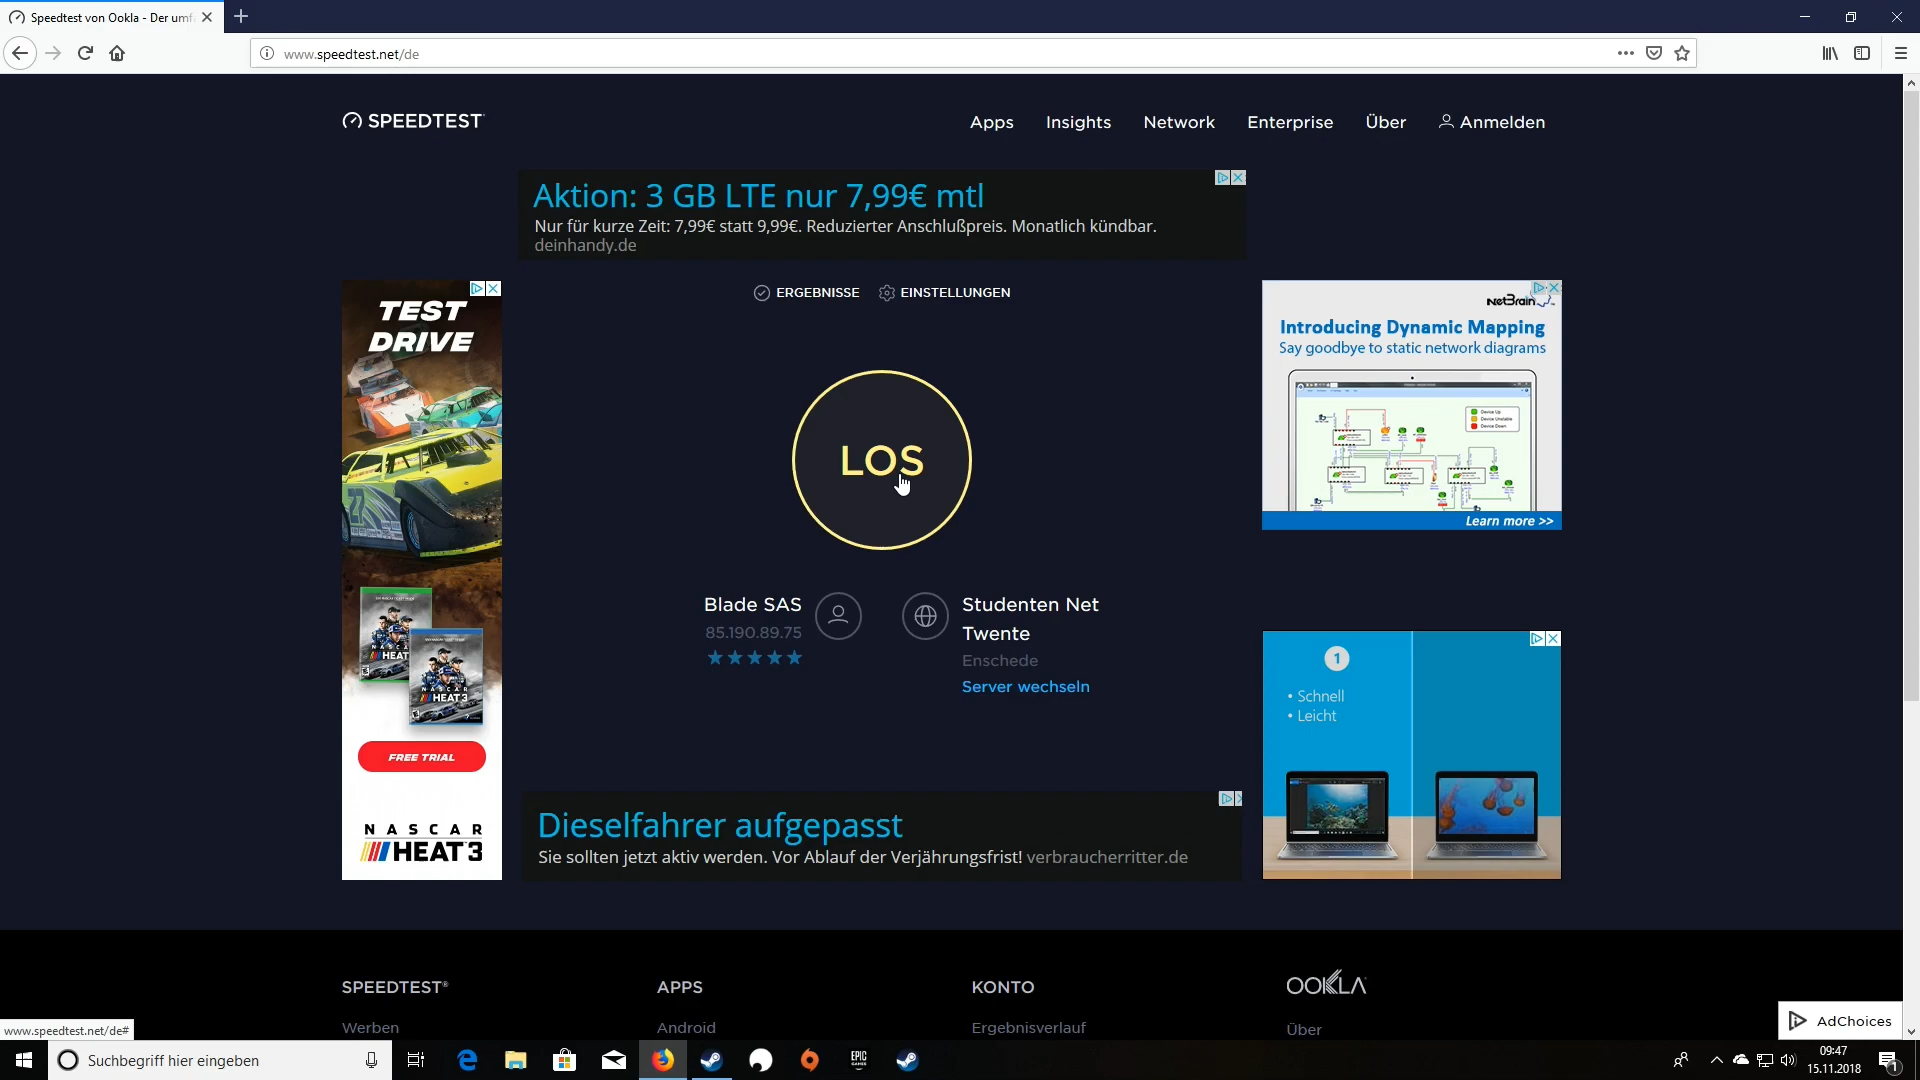 Speedtest von Ookla - Der umf
www.speedtest.net/de
SPEEDTEST
Apps
Insights
Network
Enterprise
Über
Anmelden
Aktion: 3 GB LTE nur 7,99€ mtl
Nur für kurze Zeit: 7,99€ statt 9,99€. Reduzierter Anschlußpreis. Monatlich kündbar.
deinhandy.de
ERGEBNISSE
EINSTELLUNGEN
TEST
DRIVE
NASCAR
HEAT 3
FREE TRIAL
NASCAR
HEAT 3
LOS
Blade SAS
85.190.89.75
Studenten Net
Twente
Enschede
Server wechseln
netBrain
Introducing Dynamic Mapping
Say goodbye to static network diagrams
Device Up
Device Unstable
Device Down
Learn more >>
1
• Schnell
• Leicht
Dieselfahrer aufgepasst
Sie sollten jetzt aktiv werden. Vor Ablauf der Verjährungsfrist! verbraucherritter.de
SPEEDTEST®
Werben
APPS
Android
KONTO
Ergebnisverlauf
OOKLA
Über
www.speedtest.net/de#
AdChoices
Suchbegriff hier eingeben
EPIC
GAMES
09:47
15.11.2018
1